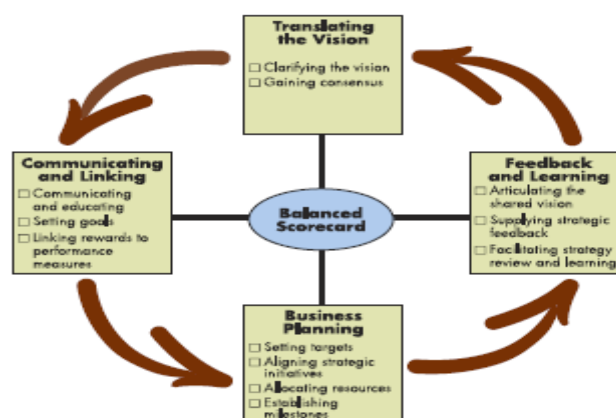 Translating
the Vision
☐ Clarifying the vision
☐ Gaining consensus
Communicating
and Linking
☐ Communicating
and educating
☐ Setting goals
☐ Linking rewards to
performance
measures
Balanced
Scorecard
Feedback
and Learning
☐ Articulating the
shared vision
☐ Supplying strategic
feedback
☐ Facilitating strategy
review and learning
Business
Planning
☐ Setting targets
☐ Aligning strategic
initiatives
☐ Allocating resources
☐ Establishing
milestones